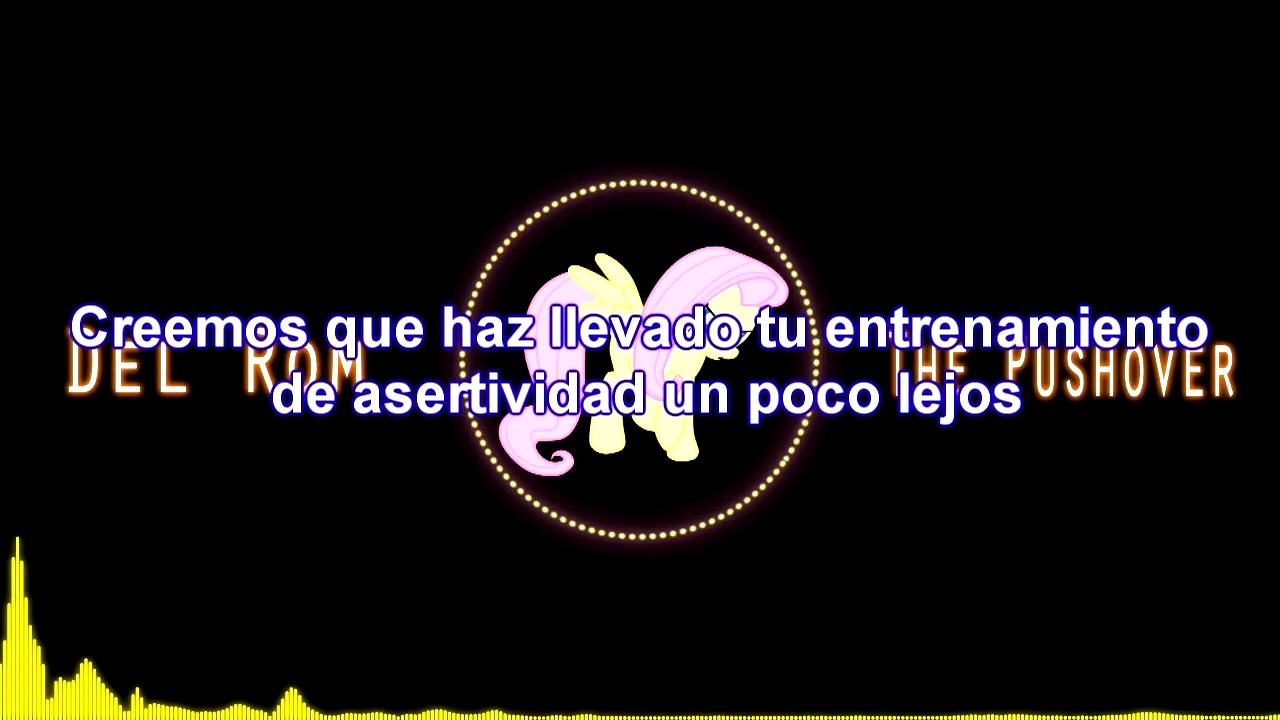 Creemos que haz llevado tu entrenamiento
de asertividad un poco lejos
DEL ROM
THE PUSHOVER